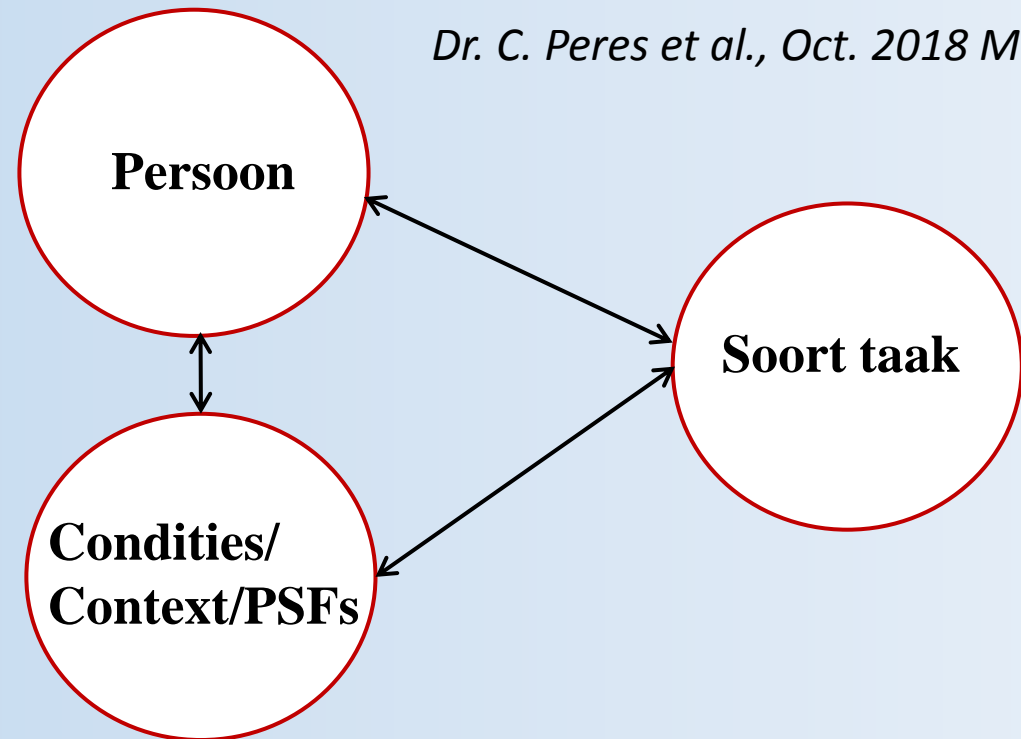 Dr. C. Peres et al., Oct. 2018 M
Persoon
Soort taak
Condities/
Context/PSFs